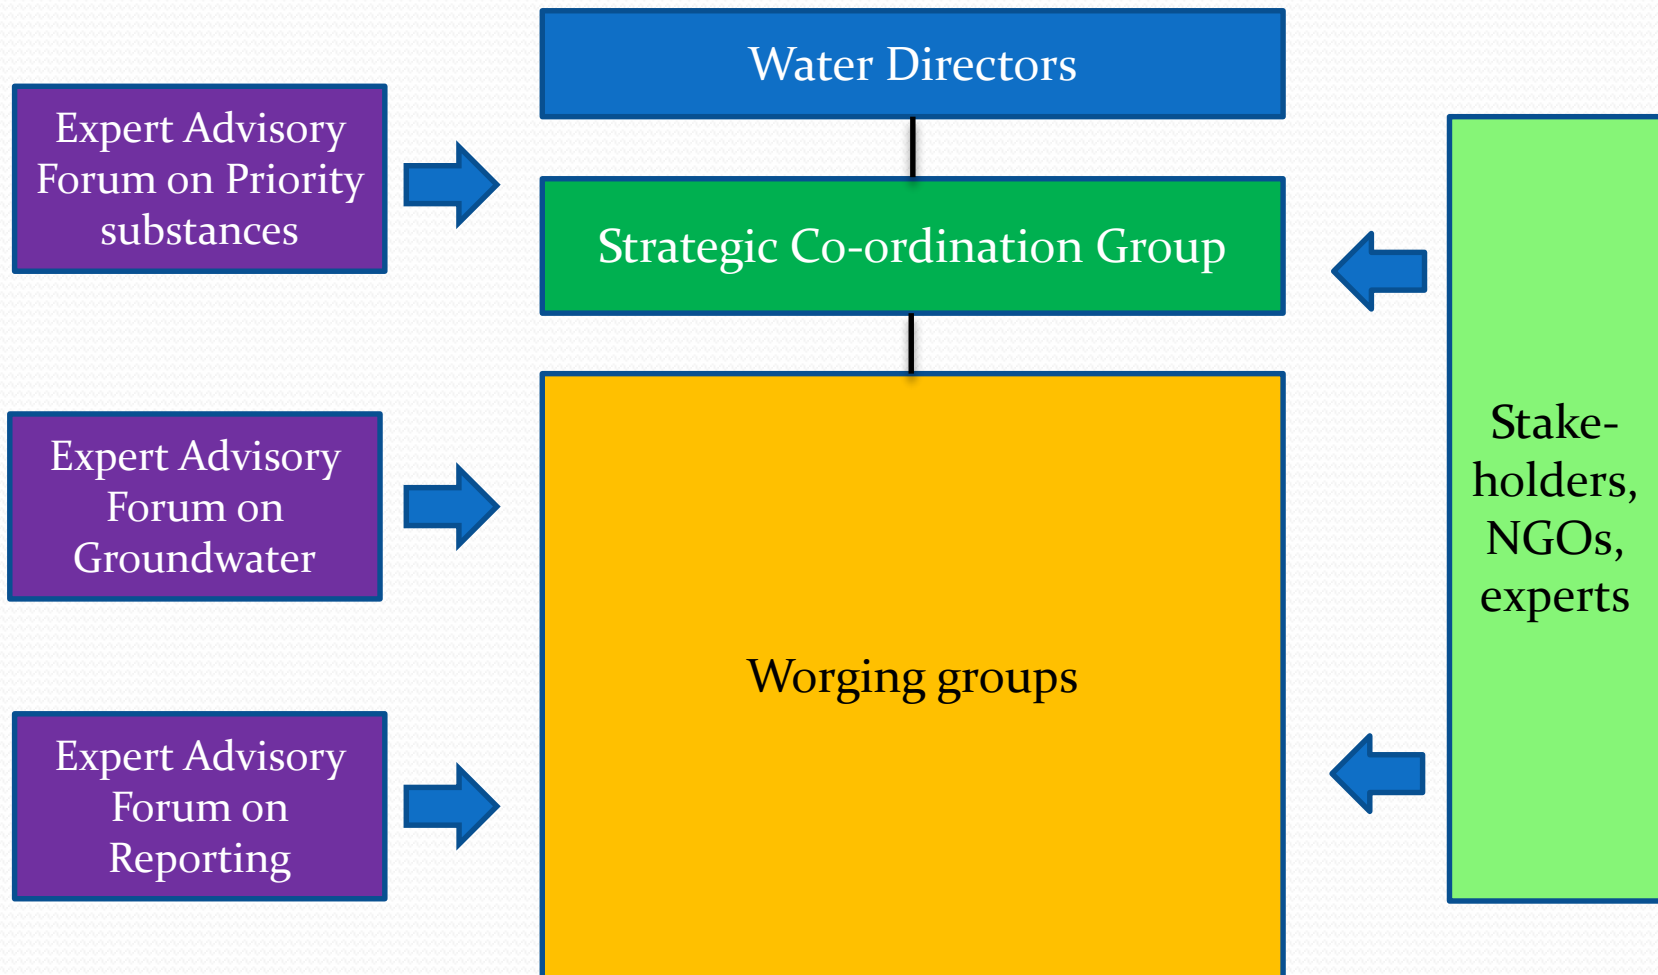 Water Directors
Expert Advisory
Forum on Priority
substances
Strategic Co-ordination Group
Expert Advisory
Forum on
Groundwater
Worging groups
Expert Advisory
Forum on
Reporting
Stake-
holders,
NGOs,
experts